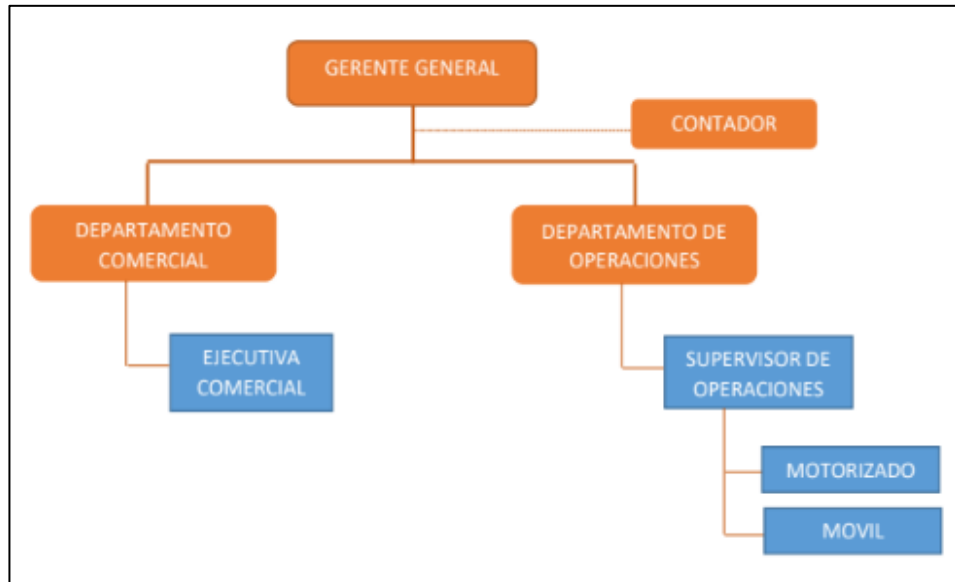 GERENTE GENERAL
CONTADOR
DEPARTAMENTO
COMERCIAL
DEPARTAMENTO DE
OPERACIONES
EJECUTIVA
COMERCIAL
SUPERVISOR DE
OPERACIONES
MOTORIZADO
MOVIL